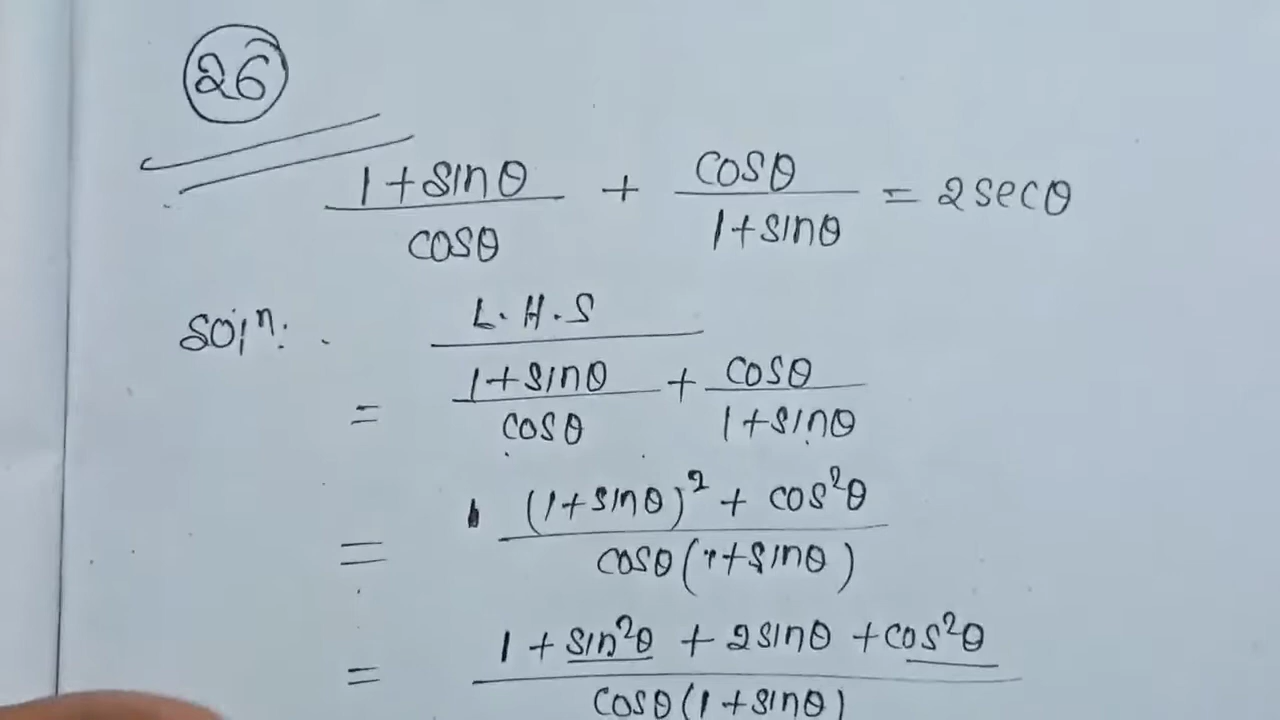 26
1+sinθ/cosθ + cosθ/1+sinθ = 2secθ
Soln:. L.H.S
= 1+sinθ/cosθ + cosθ/1+sinθ
= (1+sinθ)²+ cos²θ/cosθ(1+sinθ)
= 1+sin²θ + 2sinθ +cos²θ/cosθ(1+sinθ)